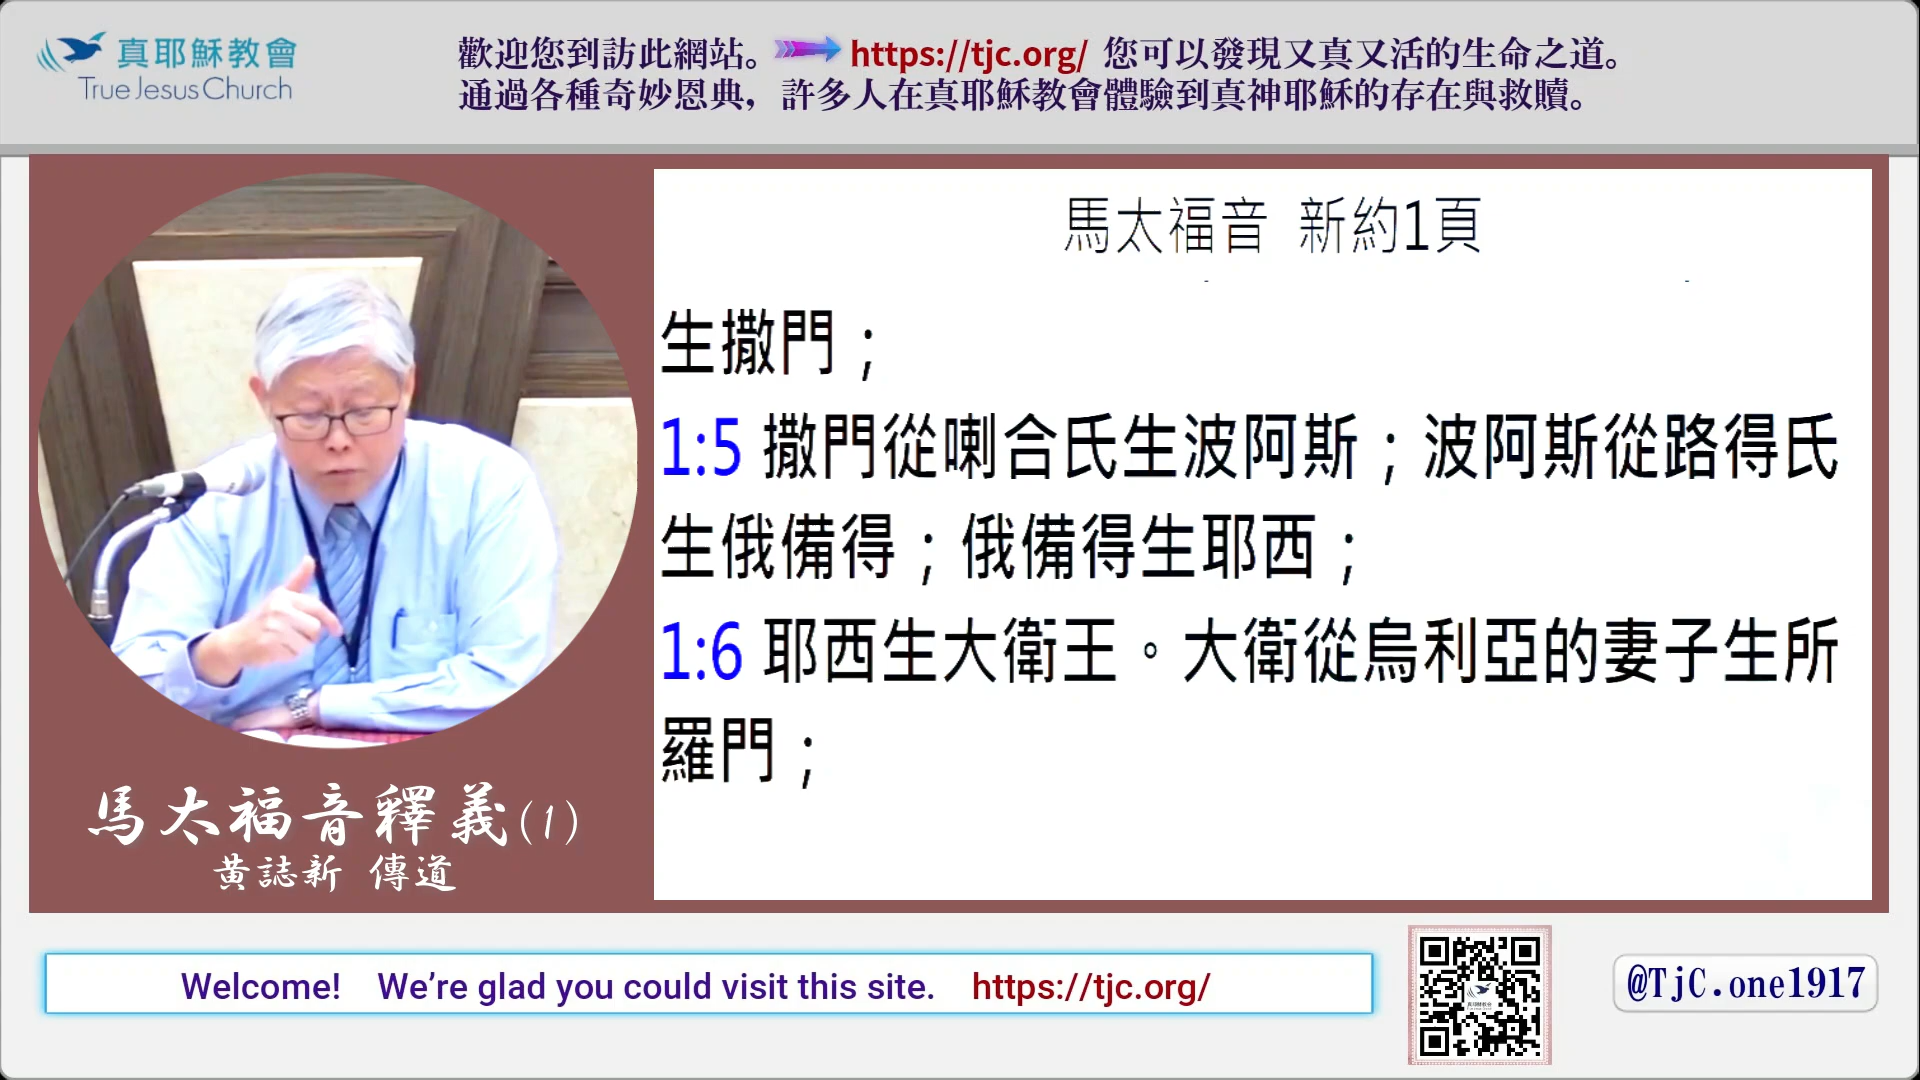 真耶穌教會
True Jesus Church
歡迎您到訪此網站。 https://tjc.org/ 您可以發現又真又活的生命之道。
通過各種奇妙恩典，許多人在真耶穌教會體驗到真神耶穌的存在與救贖。
馬太福音 新約1頁
生撒門；
1:5 撒門從喇合氏生波阿斯；波阿斯從路得氏
生俄備得；俄備得生耶西；
1:6 耶西生大衛王。大衛從烏利亞的妻子生所
羅門；
馬太福音釋義(1)
黃誌新 傳道
Welcome! We’re glad you could visit this site. https://tjc.org/
@TjC.one1917